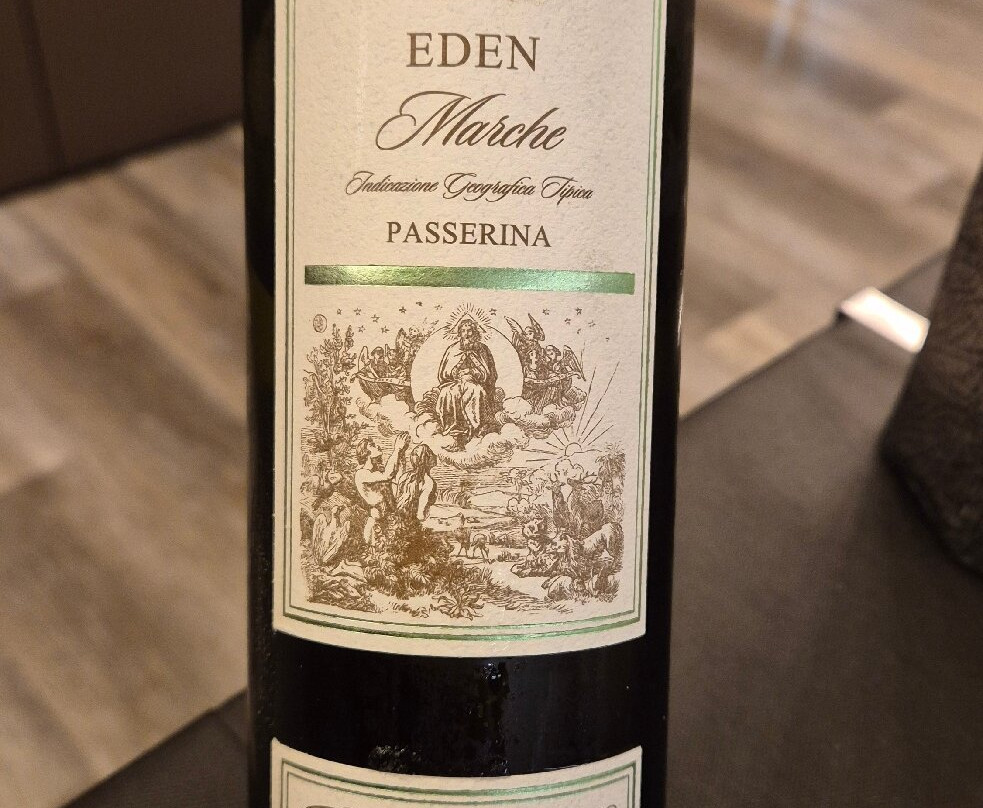 EDEN
Marche
Indicazione Geografica Tipica
PASSERINA